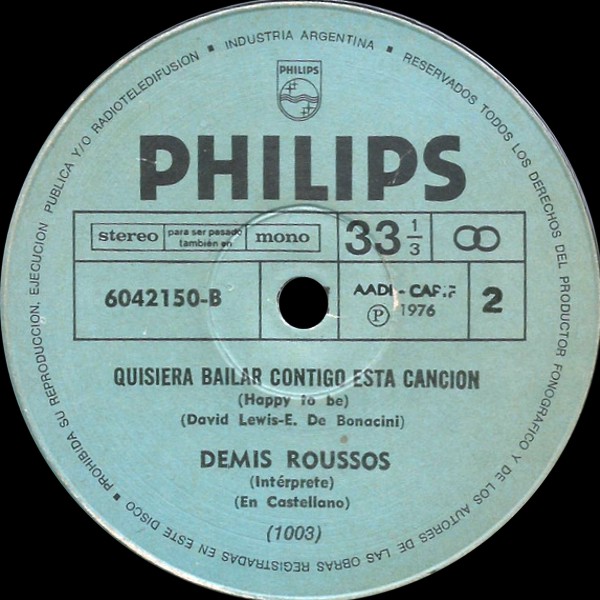 PROHIBIDA SU REPRODUCCION, EJECUCION PUBLICA Y/O RADIOTELEDIFUSION ■ INDUSTRIA ARGENTINA ■ RESERVADOS TODOS LOS DERECHOS DEL PRODUCTOR FONOGRAFICO Y DE LOS AUTORES DE LAS OBRAS REGISTRADAS EN ESTE DISCO ■
PHILIPS
PHILIPS
stereo para ser pasado también en mono
33 1/3
6042150-B
AADI-CAPIF
Ⓟ 1976
2
QUISIERA BAILAR CONTIGO ESTA CANCION
(Happy to be)
(David Lewis-E. De Bonacini)
DEMIS ROUSSOS
(Intérprete)
(En Castellano)
(1003)